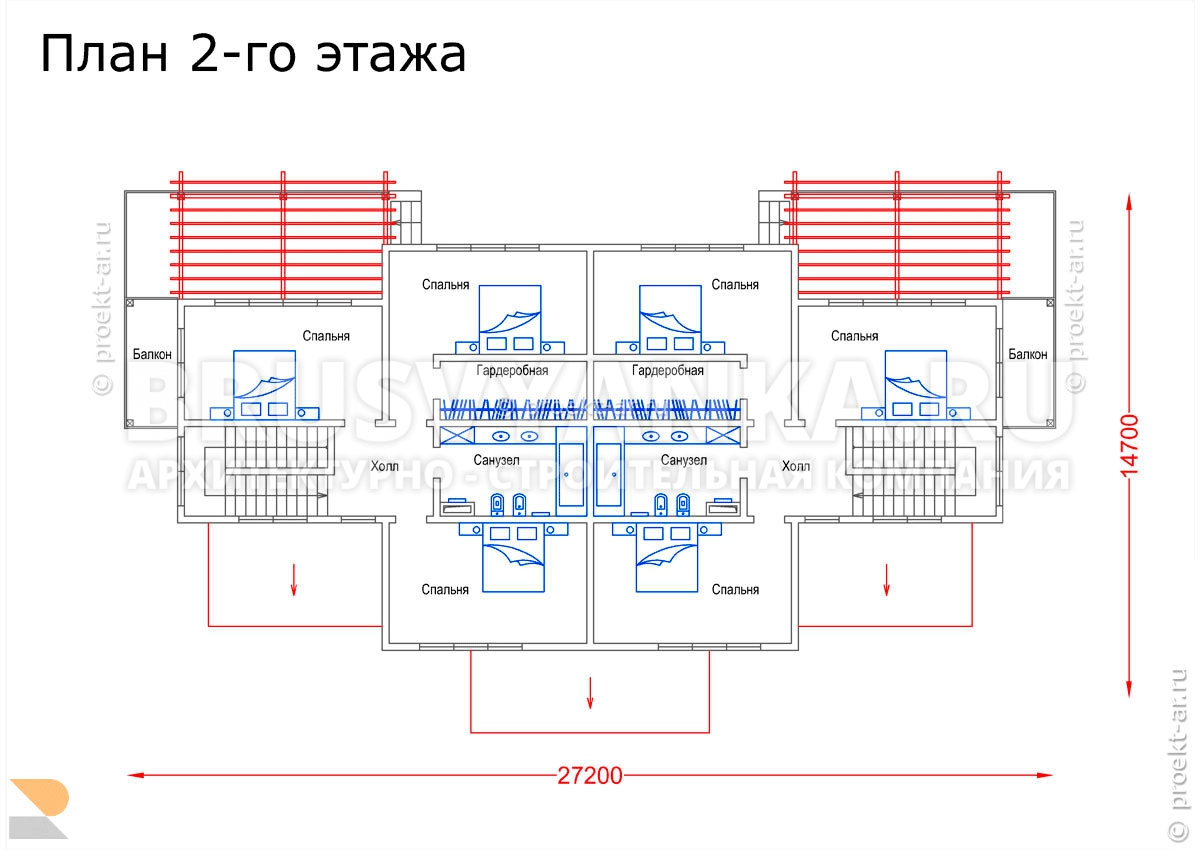 План 2-го этажа
© proekt-ar.ru
© proekt-ar.ru
Спальня
Спальня
Спальня
Спальня
Балкон
Балкон
Гардеробная
Гардеробная
BRUSVYANKA.RU
АРХИТЕКТУРНО - СТРОИТЕЛЬНАЯ КОМПАНИЯ
Холл
Санузел
Санузел
Холл
14700
Спальня
Спальня
27200
© proekt-ar.ru